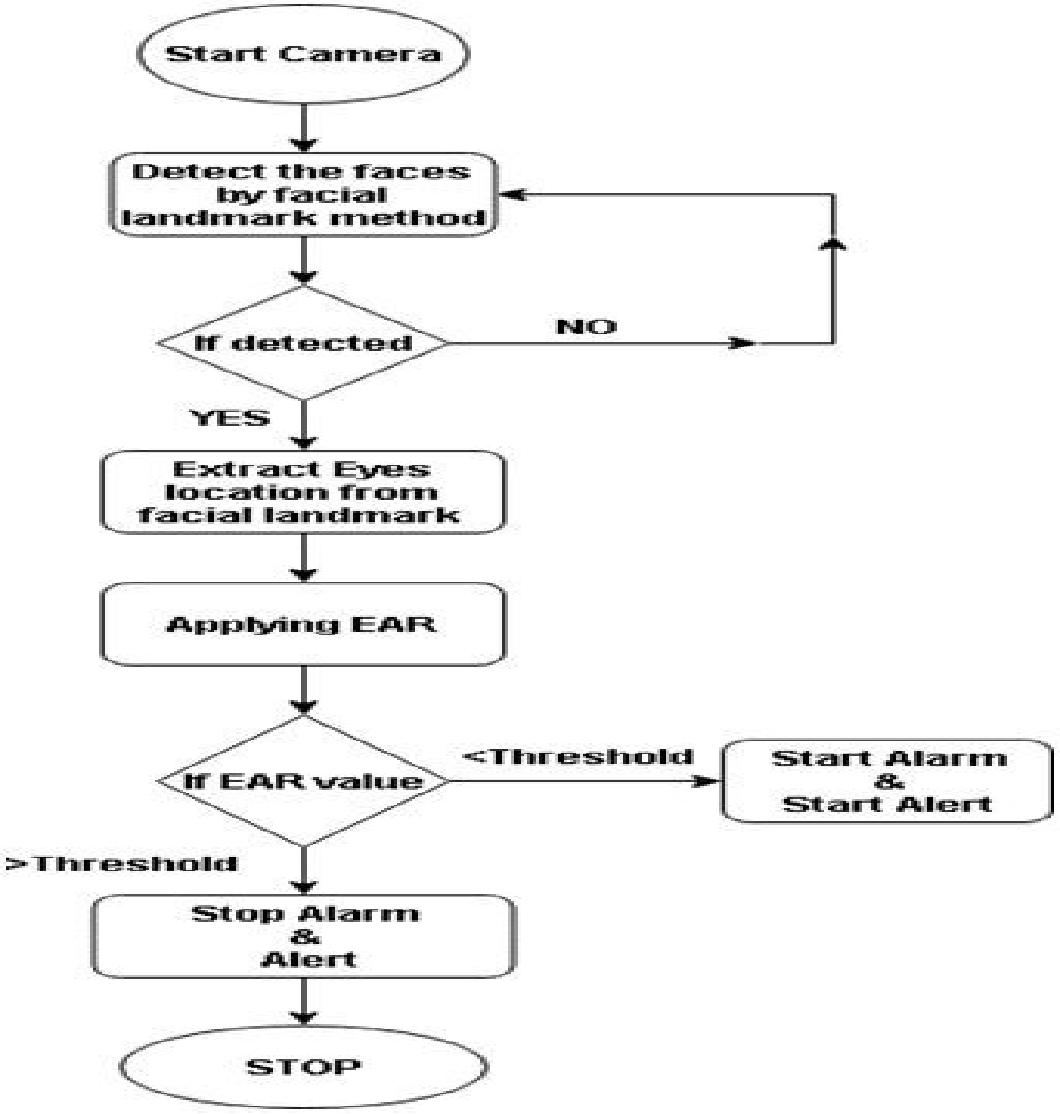 Start Camera
Detect the faces
by facial
landmark method
If detected
NO
YES
Extract Eyes
location from
facial landmark
Applying EAR
If EAR value
<Threshold
Start Alarm
&
Start Alert
>Threshold
Stop Alarm
&
Alert
STOP